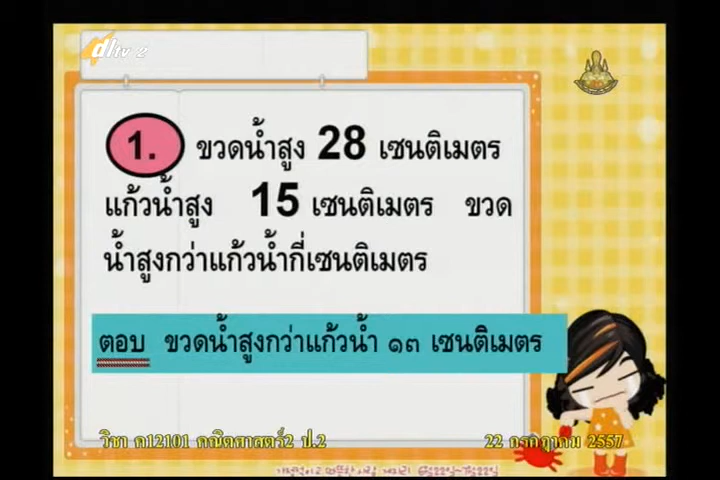 dltv 2
1. ขวดน้ำสูง 28 เซนติเมตร
แก้วน้ำสูง 15 เซนติเมตร ขวด
น้ำสูงกว่าแก้วน้ำกี่เซนติเมตร
ตอบ ขวดน้ำสูงกว่าแก้วน้ำ ๑๓ เซนติเมตร
วิชา ค12101 คณิตศาสตร์2 ป.2
22 กรกฎาคม 2557